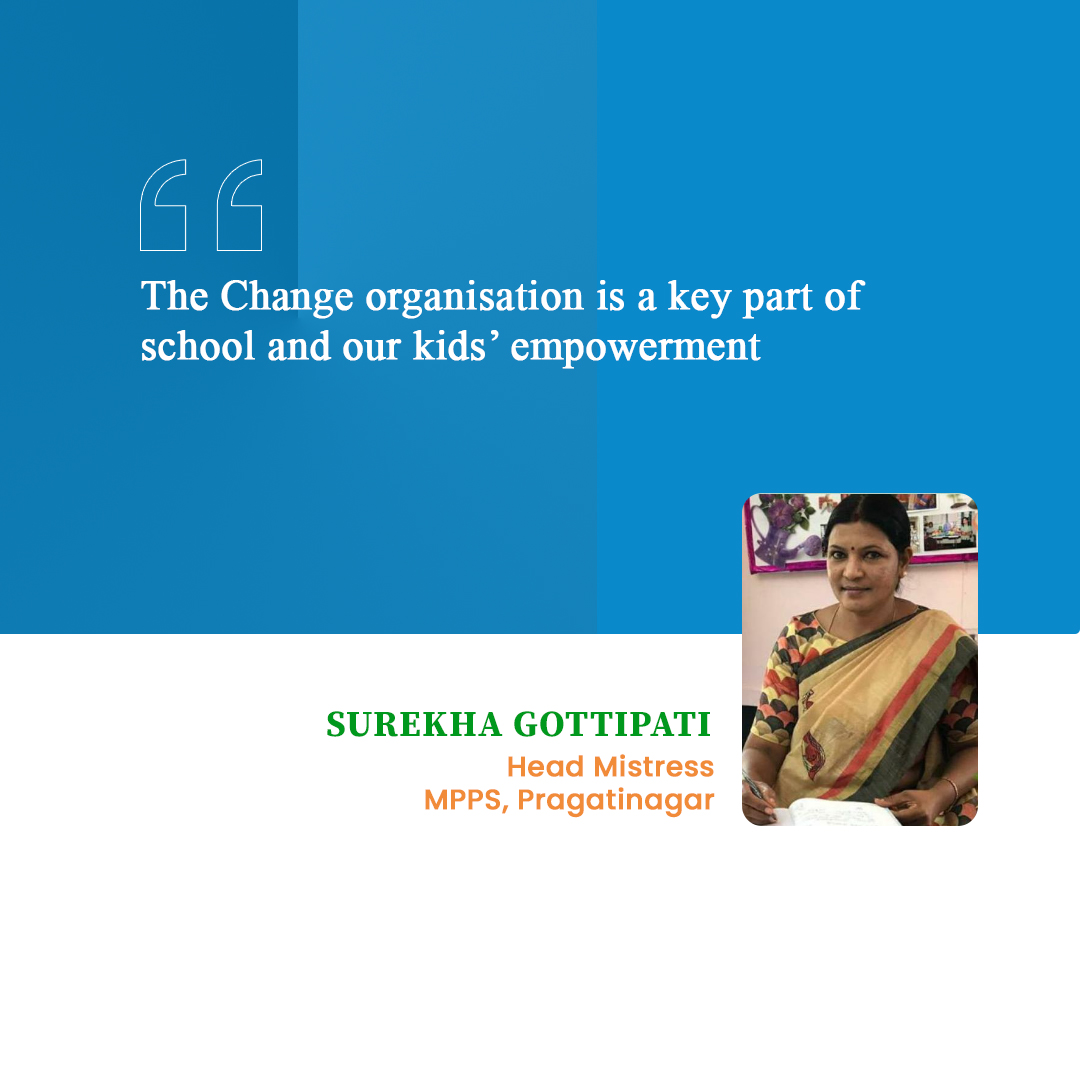 The Change organisation is a key part of
school and our kids’ empowerment
SUREKHA GOTTIPATI
Head Mistress
MPPS, Pragatinagar